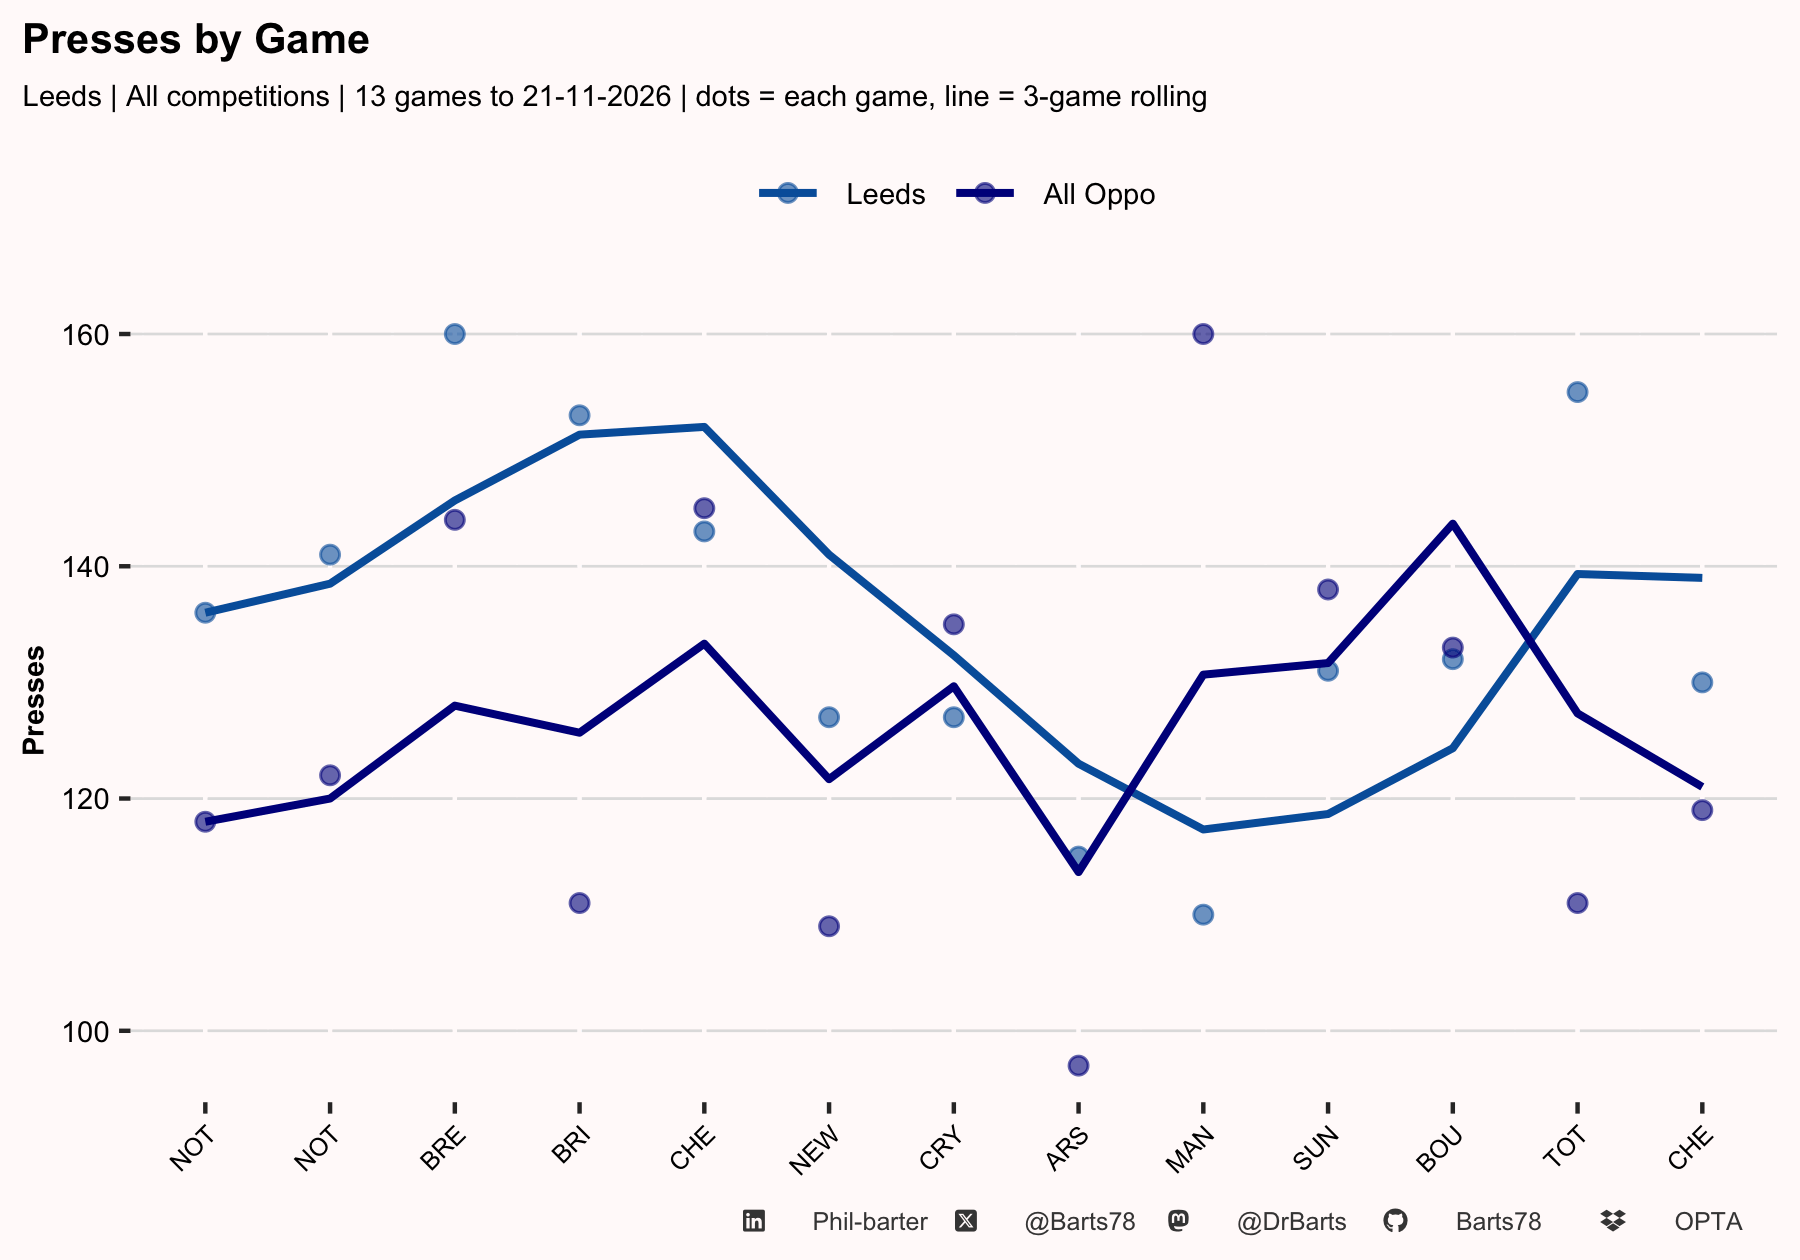 Presses by Game
Leeds | All competitions | 13 games to 21-11-2026 | dots = each game, line = 3-game rolling
Leeds All Oppo
160
140
120
100
Presses
NOT NOT BRE BRI CHE NEW CRY ARS MAN SUN BOU TOT CHE
Phil-barter @Barts78 @DrBarts Barts78 OPTA